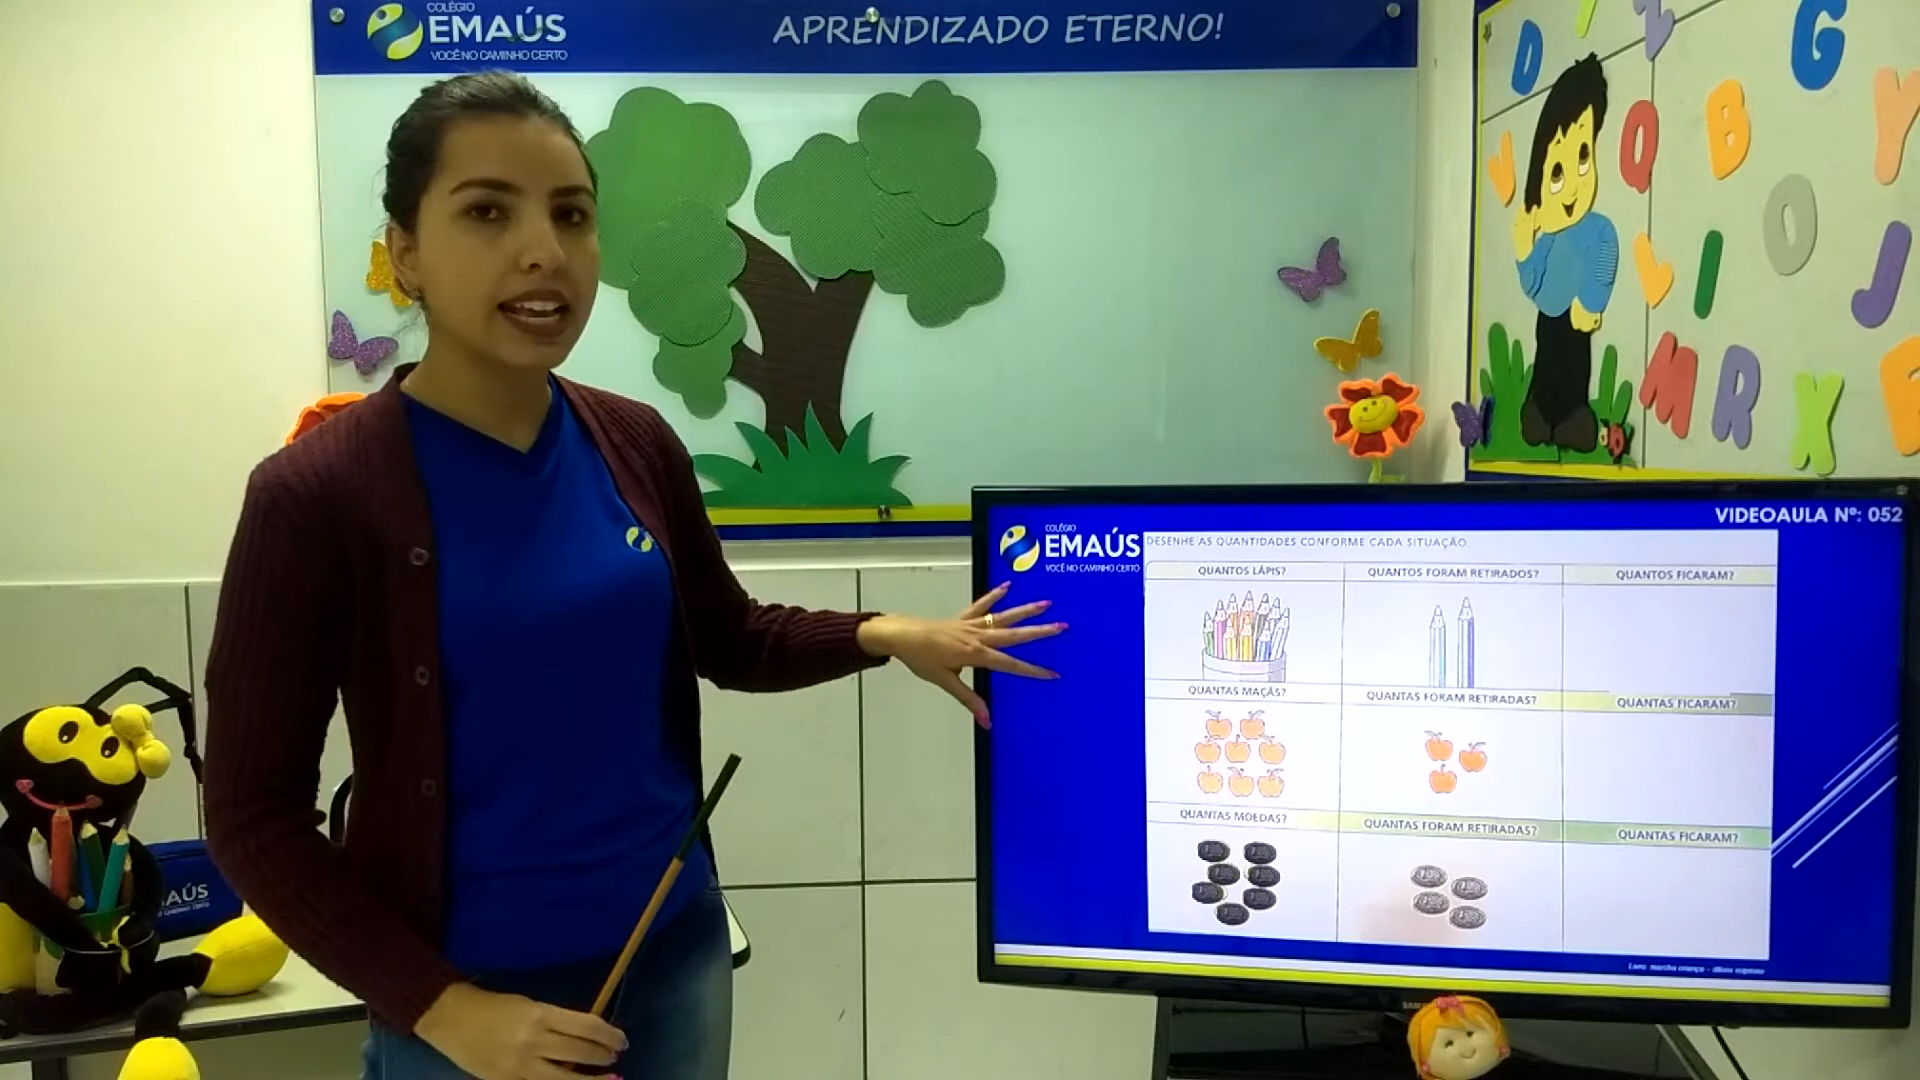 COLÉGIO
EMAÚS
VOCÊ NO CAMINHO CERTO
APRENDIZADO ETERNO!
D
Z
G
V
Q
B
Y
L
I
O
J
M
R
X
VIDEOAULA Nº: 052
COLÉGIO
EMAÚS
VOCÊ NO CAMINHO CERTO
DESENHE AS QUANTIDADES CONFORME CADA SITUAÇÃO.
QUANTOS LÁPIS? QUANTOS FORAM RETIRADOS? QUANTOS FICARAM?
QUANTAS MAÇÃS? QUANTAS FORAM RETIRADAS? QUANTAS FICARAM?
QUANTAS MOEDAS? QUANTAS FORAM RETIRADAS? QUANTAS FICARAM?
AÚS